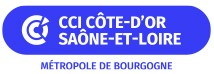 CCI CÔTE-D'OR
SAÔNE-ET-LOIRE
MÉTROPOLE DE BOURGOGNE